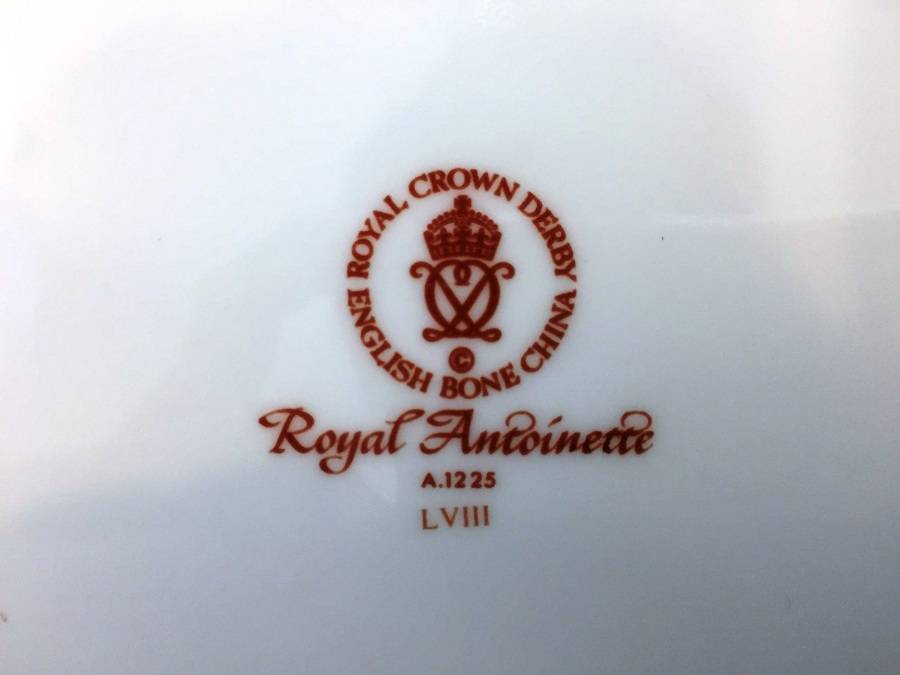 ROYAL CROWN DERBY
ENGLISH BONE CHINA
©
Royal Antoinette
A.1225
LVIII